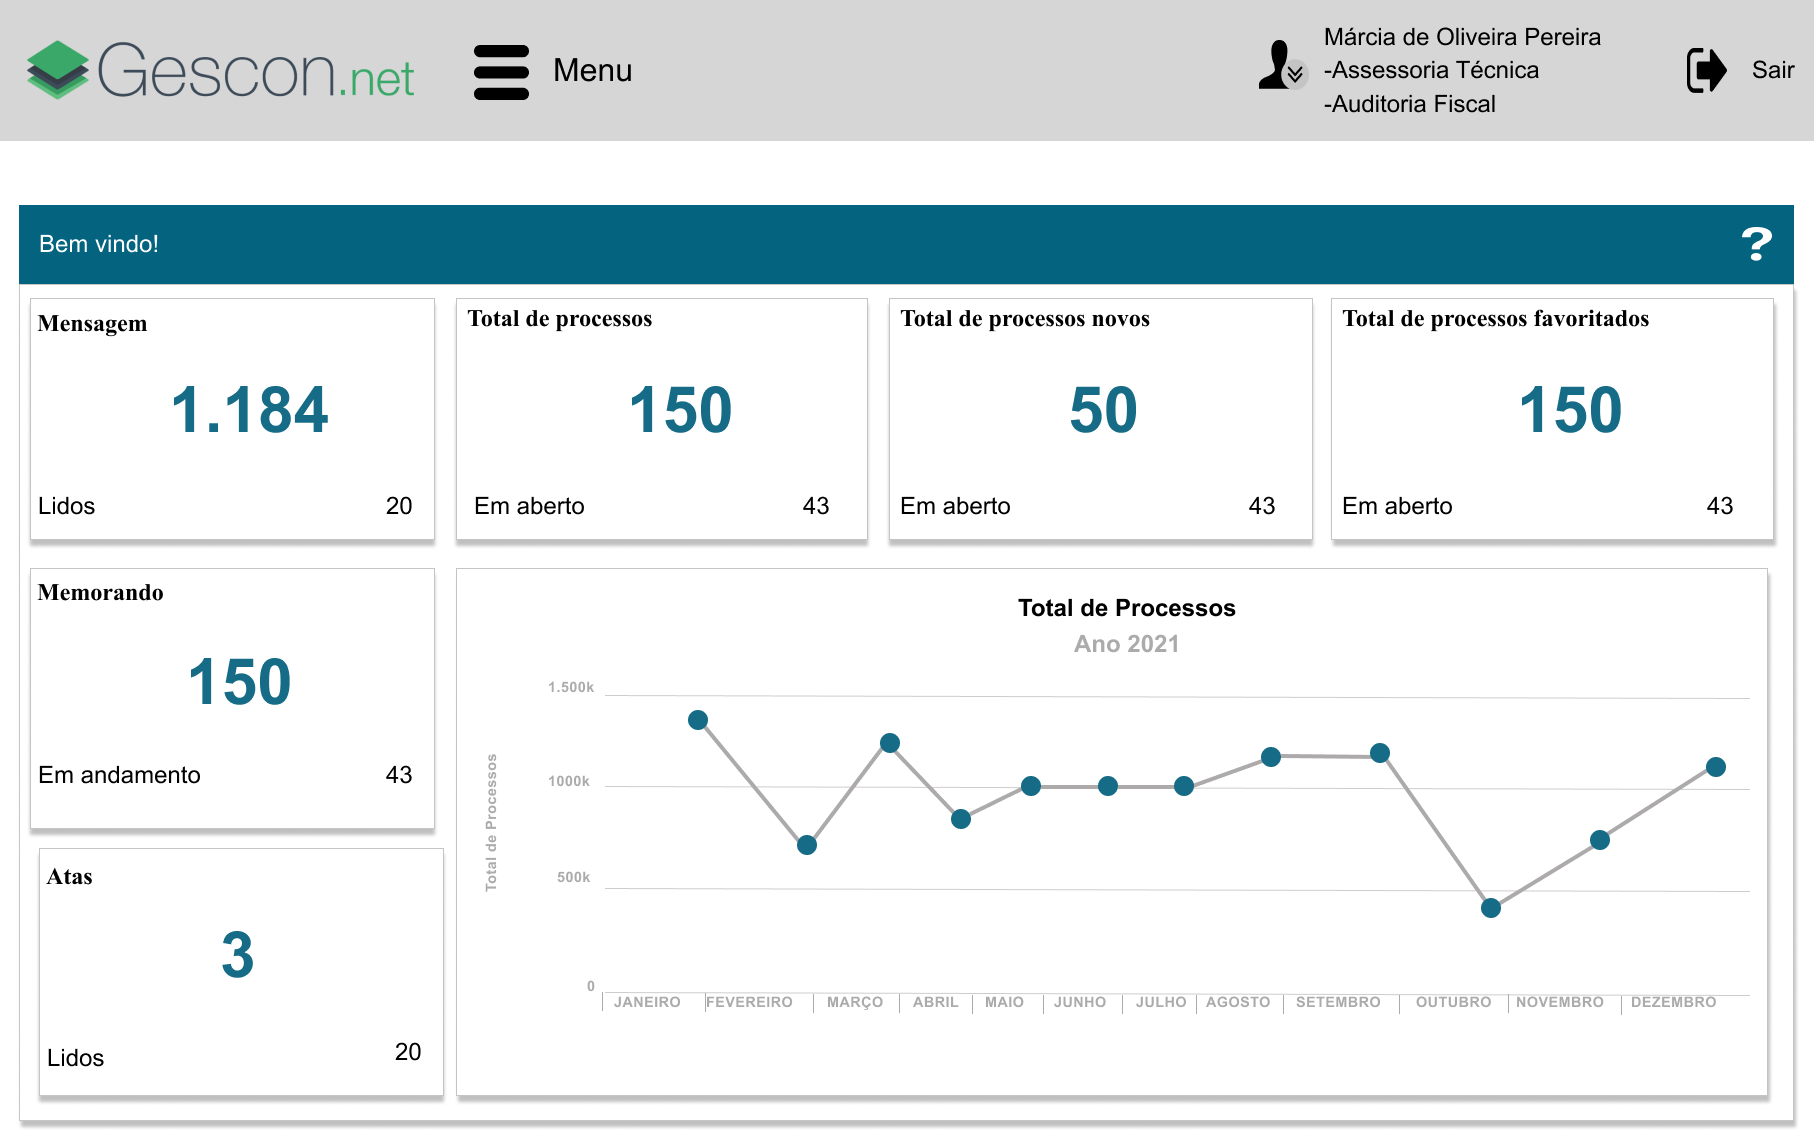 Gescon.net
Menu
Márcia de Oliveira Pereira
-Assessoria Técnica
-Auditoria Fiscal
Sair
Bem vindo!
?
Mensagem
1.184
Lidos 20
Total de processos
150
Em aberto 43
Total de processos novos
50
Em aberto 43
Total de processos favoritados
150
Em aberto 43
Memorando
150
Em andamento 43
Atas
3
Lidos 20
Total de Processos
Ano 2021
Total de Processos
1.500k
1000k
500k
0
JANEIRO FEVEREIRO MARÇO ABRIL MAIO JUNHO JULHO AGOSTO SETEMBRO OUTUBRO NOVEMBRO DEZEMBRO